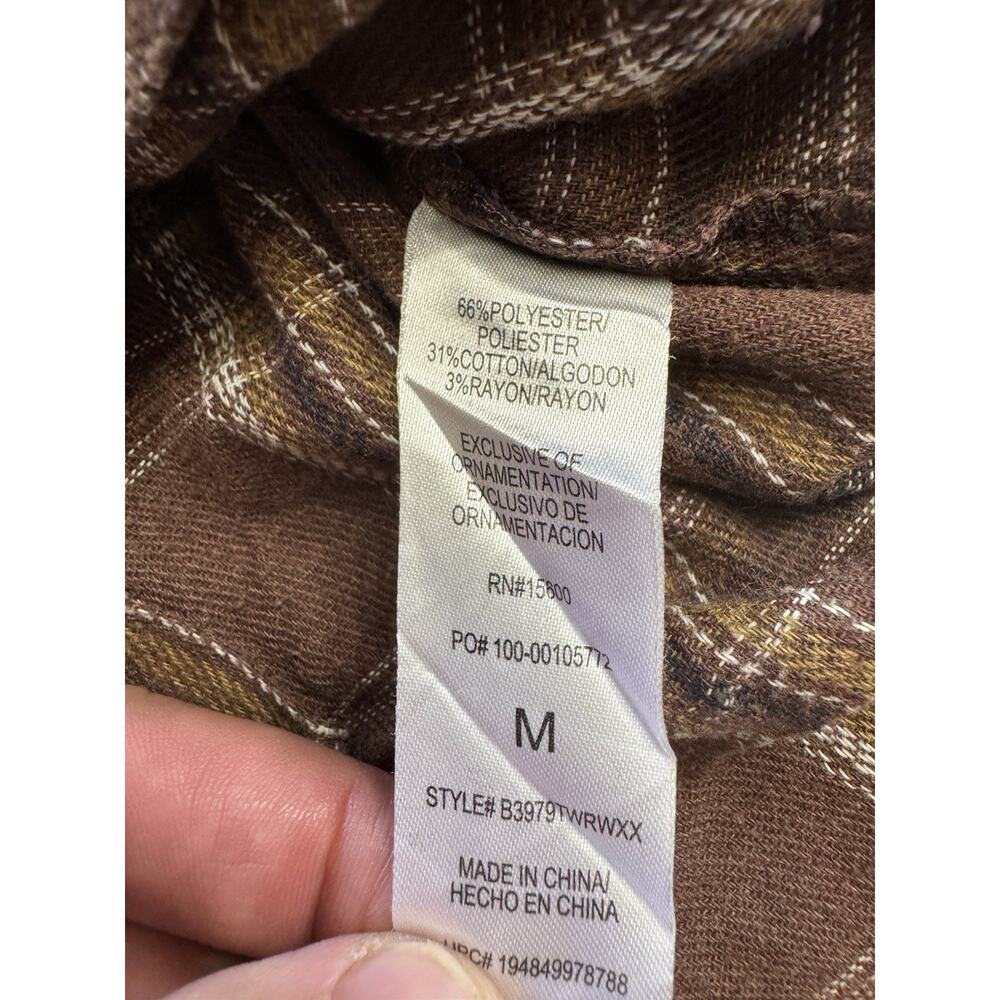 66%POLYESTER/
POLIESTER
31%COTTON/ALGODON
3%RAYON/RAYON
EXCLUSIVE OF
ORNAMENTATION/
EXCLUSIVO DE
ORNAMENTACION
RN#15600
PO# 100-00105772
M
STYLE# B3979TWRWXX
MADE IN CHINA/
HECHO EN CHINA
UPC# 194849978788